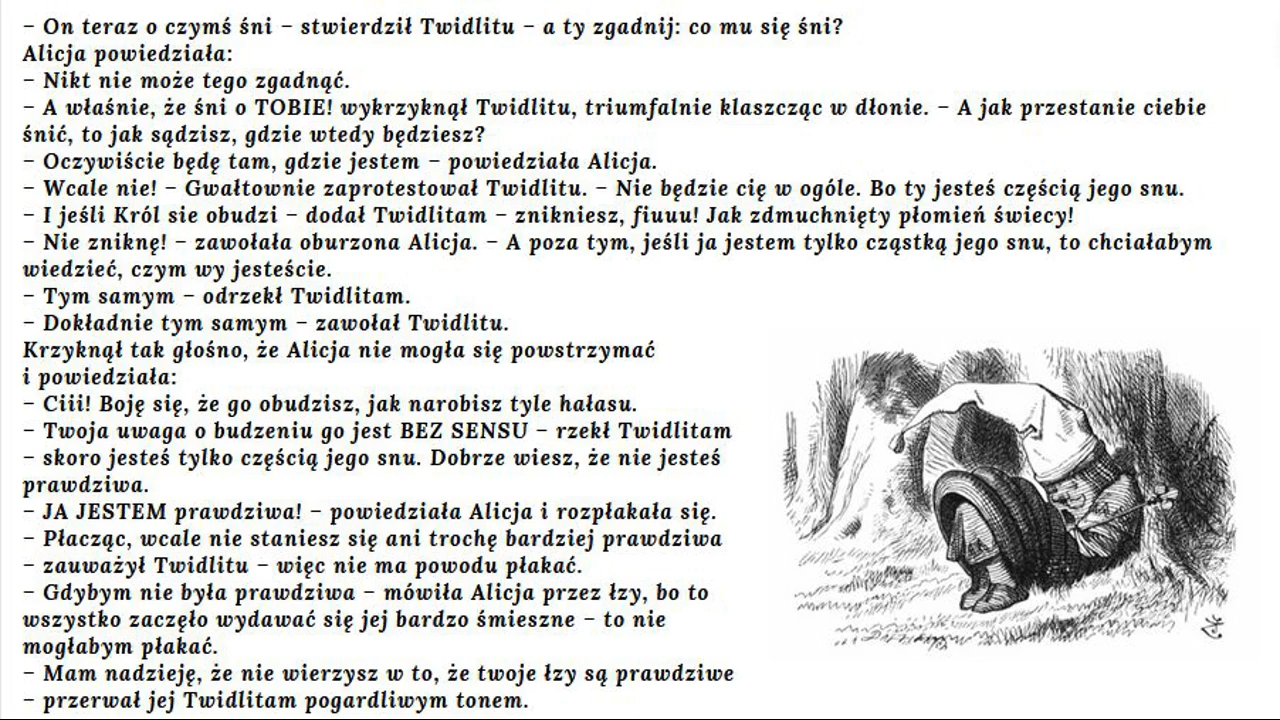 – On teraz o czymś śni – stwierdził Twidlitu – a ty zgadnij: co mu się śni?
Alicja powiedziała:
– Nikt nie może tego zgadnąć.
– A właśnie, że śni o TOBIE! wykrzyknął Twidlitu, triumfalnie klaszcząc w dłonie. – A jak przestanie ciebie
śnić, to jak sądzisz, gdzie wtedy będziesz?
– Oczywiście będę tam, gdzie jestem – powiedziała Alicja.
– Wcale nie! – Gwałtownie zaprotestował Twidlitu. – Nie będzie cię w ogóle. Bo ty jesteś częścią jego snu.
– I jeśli Król sie obudzi – dodał Twidlitam – znikniesz, fiuuu! Jak zdmuchnięty płomień świecy!
– Nie zniknę! – zawołała oburzona Alicja. – A poza tym, jeśli ja jestem tylko cząstką jego snu, to chciałabym
wiedzieć, czym wy jesteście.
– Tym samym – odrzekł Twidlitam.
– Dokładnie tym samym – zawołał Twidlitu.
Krzyknął tak głośno, że Alicja nie mogła się powstrzymać
i powiedziała:
– Ciii! Boję się, że go obudzisz, jak narobisz tyle hałasu.
– Twoja uwaga o budzeniu go jest BEZ SENSU – rzekł Twidlitam
– skoro jesteś tylko częścią jego snu. Dobrze wiesz, że nie jesteś
prawdziwa.
– JA JESTEM prawdziwa! – powiedziała Alicja i rozpłakała się.
– Płacząc, wcale nie staniesz się ani trochę bardziej prawdziwa
– zauważył Twidlitu – więc nie ma powodu płakać.
– Gdybym nie była prawdziwa – mówiła Alicja przez łzy, bo to
wszystko zaczęło wydawać się jej bardzo śmieszne – to nie
mogłabym płakać.
– Mam nadzieję, że nie wierzysz w to, że twoje łzy są prawdziwe
– przerwał jej Twidlitam pogardliwym tonem.